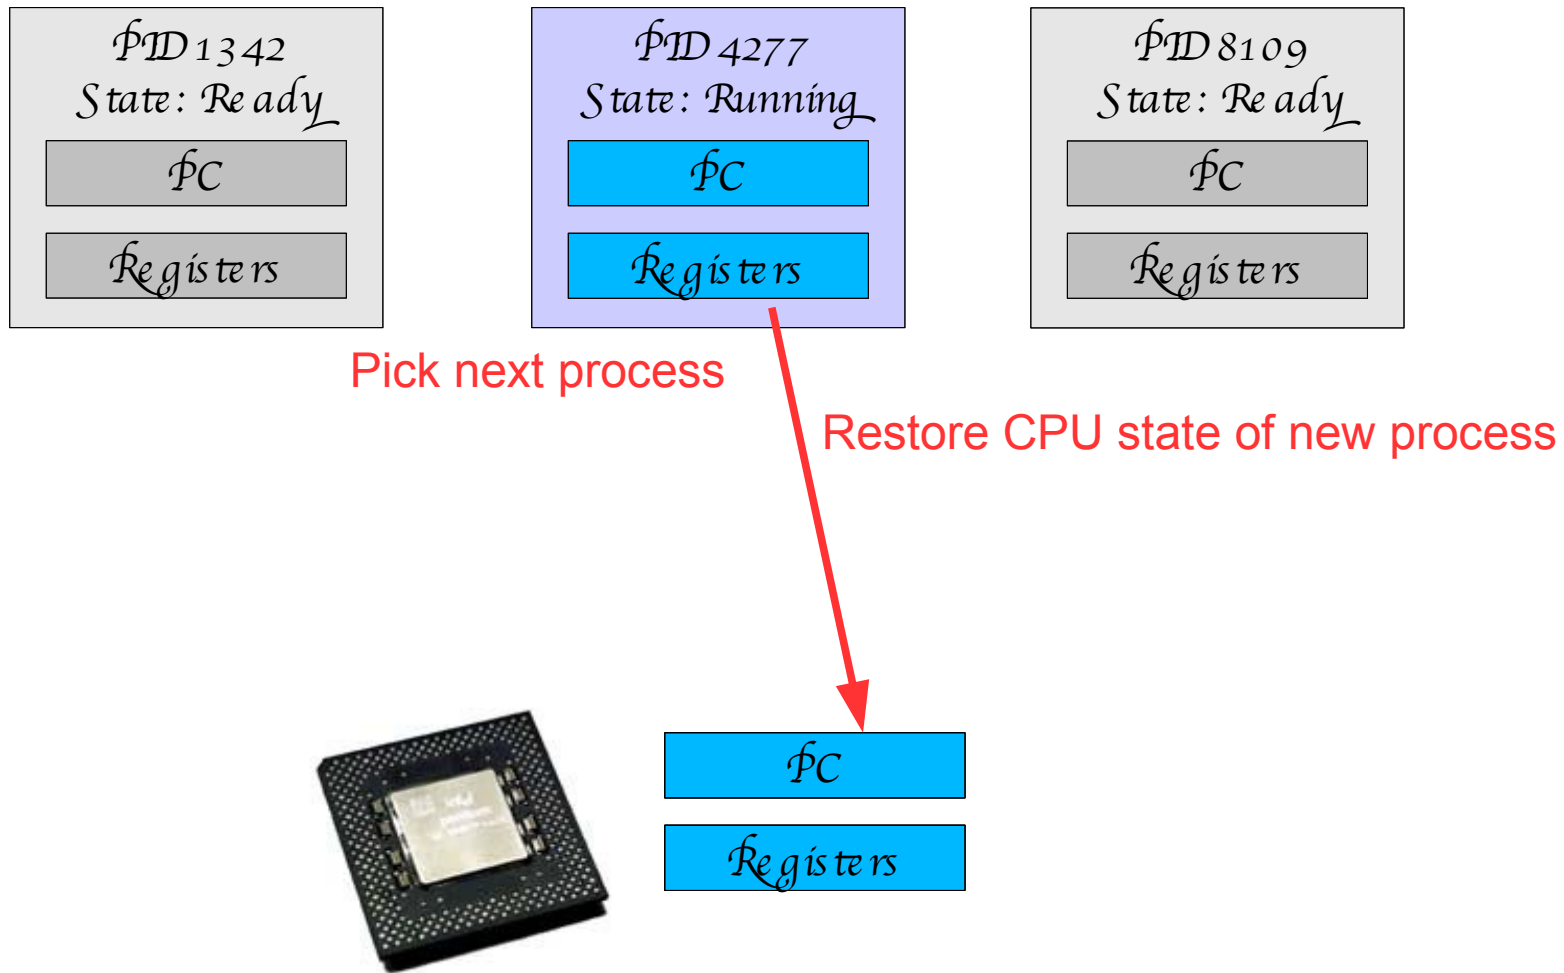 PID 1342
State: Ready
PC
Registers
PID 4277
State: Running
PC
Registers
PID 8109
State: Ready
PC
Registers
Pick next process
Restore CPU state of new process
PC
Registers
intel